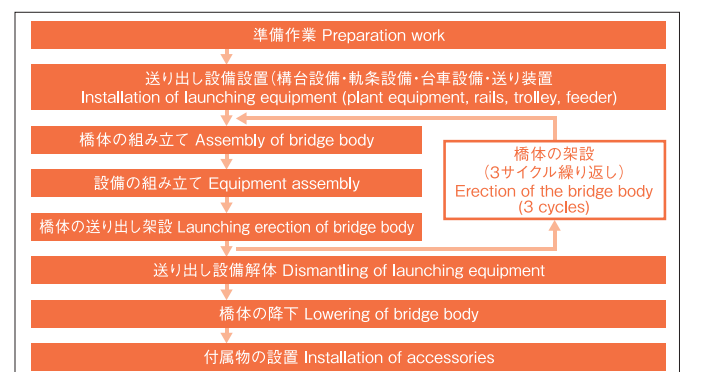 準備作業 Preparation work
送り出し設備設置(構台設備・軌条設備・台車設備・送り装置
Installation of launching equipment (plant equipment, rails, trolley, feeder)
橋体の組み立て Assembly of bridge body
設備の組み立て Equipment assembly
橋体の送り出し架設 Launching erection of bridge body
橋体の架設
(3サイクル繰り返し)
Erection of the bridge body
(3 cycles)
送り出し設備解体 Dismantling of launching equipment
橋体の降下 Lowering of bridge body
付属物の設置 Installation of accessories